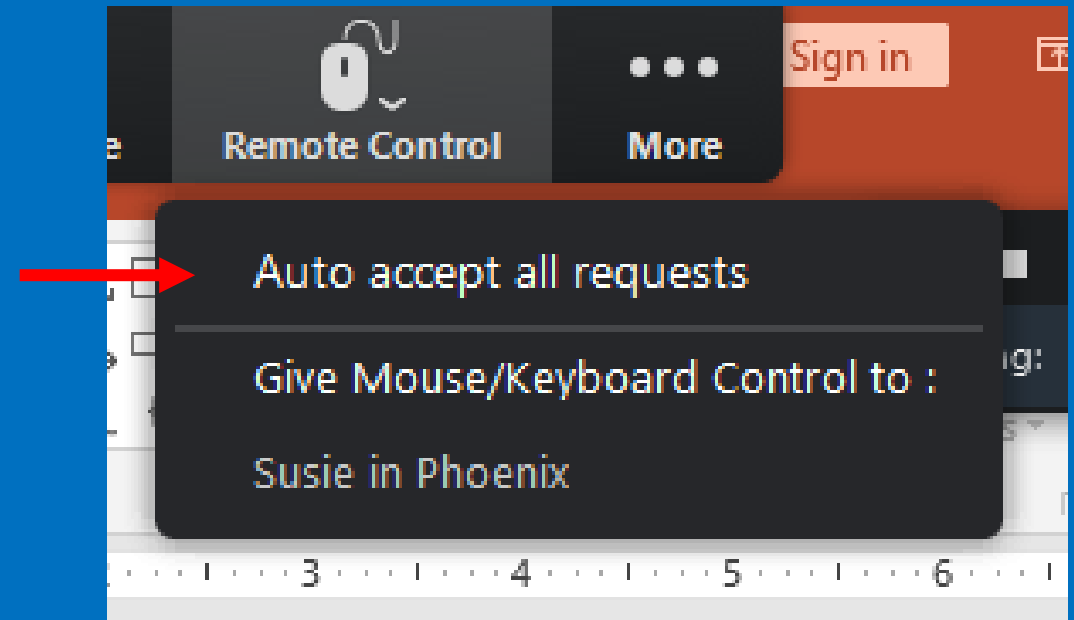 Sign in
Remote Control
More
Auto accept all requests
Give Mouse/Keyboard Control to :
Susie in Phoenix
3 4 5 6